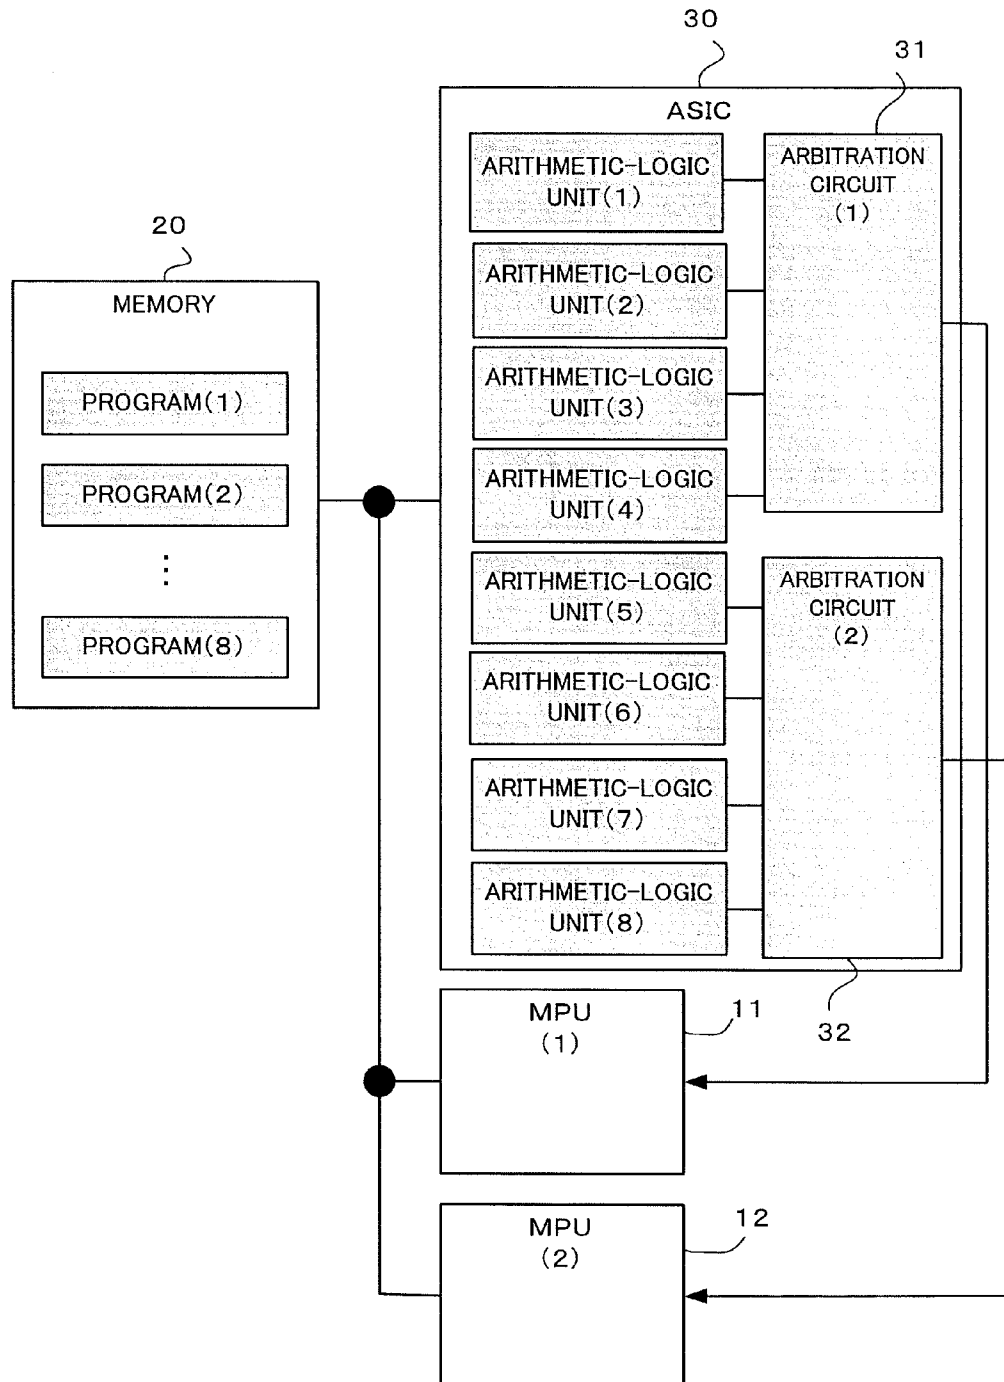 30
31
ASIC
ARITHMETIC-LOGIC
UNIT(1)
ARITHMETIC-LOGIC
UNIT(2)
ARITHMETIC-LOGIC
UNIT(3)
ARITHMETIC-LOGIC
UNIT(4)
ARITHMETIC-LOGIC
UNIT(5)
ARITHMETIC-LOGIC
UNIT(6)
ARITHMETIC-LOGIC
UNIT(7)
ARITHMETIC-LOGIC
UNIT(8)
ARBITRATION
CIRCUIT
(1)
ARBITRATION
CIRCUIT
(2)
20
MEMORY
PROGRAM(1)
PROGRAM(2)
⋮
PROGRAM(8)
32
MPU
(1)
11
MPU
(2)
12